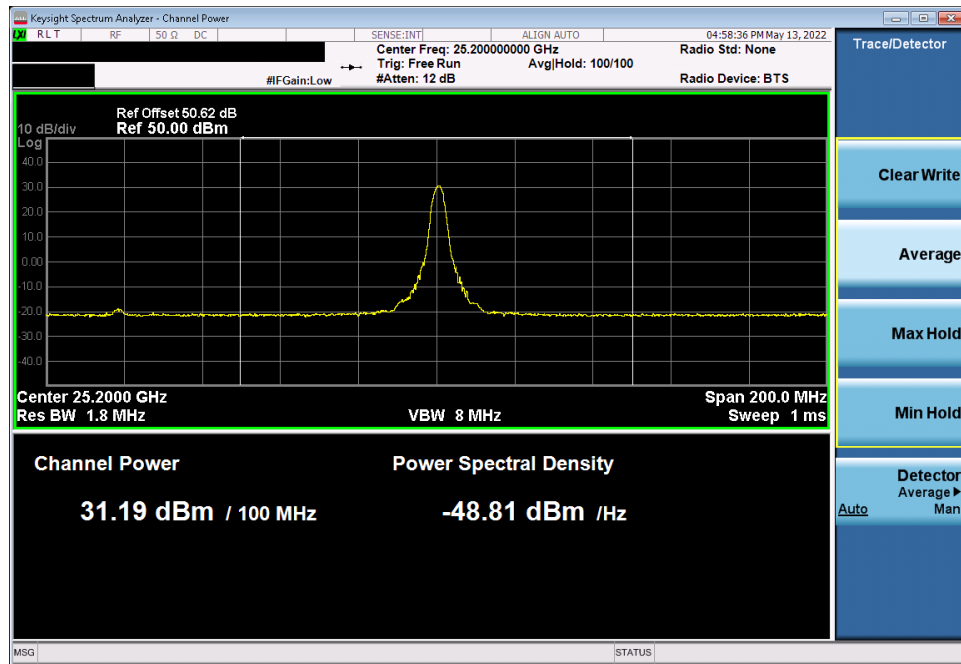 Keysight Spectrum Analyzer - Channel Power
LXI RLT RF 50 Ω DC SENSE:INT ALIGN AUTO 04:58:36 PM May 13, 2022
Center Freq: 25.200000000 GHz Radio Std: None
Trig: Free Run Avg|Hold: 100/100
#IFGain:Low #Atten: 12 dB Radio Device: BTS
Trace/Detector
Ref Offset 50.62 dB
10 dB/div Ref 50.00 dBm
Log
40.0
30.0
20.0
10.0
0.00
-10.0
-20.0
-30.0
-40.0
Center 25.2000 GHz Span 200.0 MHz
Res BW 1.8 MHz VBW 8 MHz Sweep 1 ms
Channel Power Power Spectral Density
31.19 dBm / 100 MHz -48.81 dBm /Hz
Clear Write
Average
Max Hold
Min Hold
Detector
Average
Auto Man
MSG STATUS